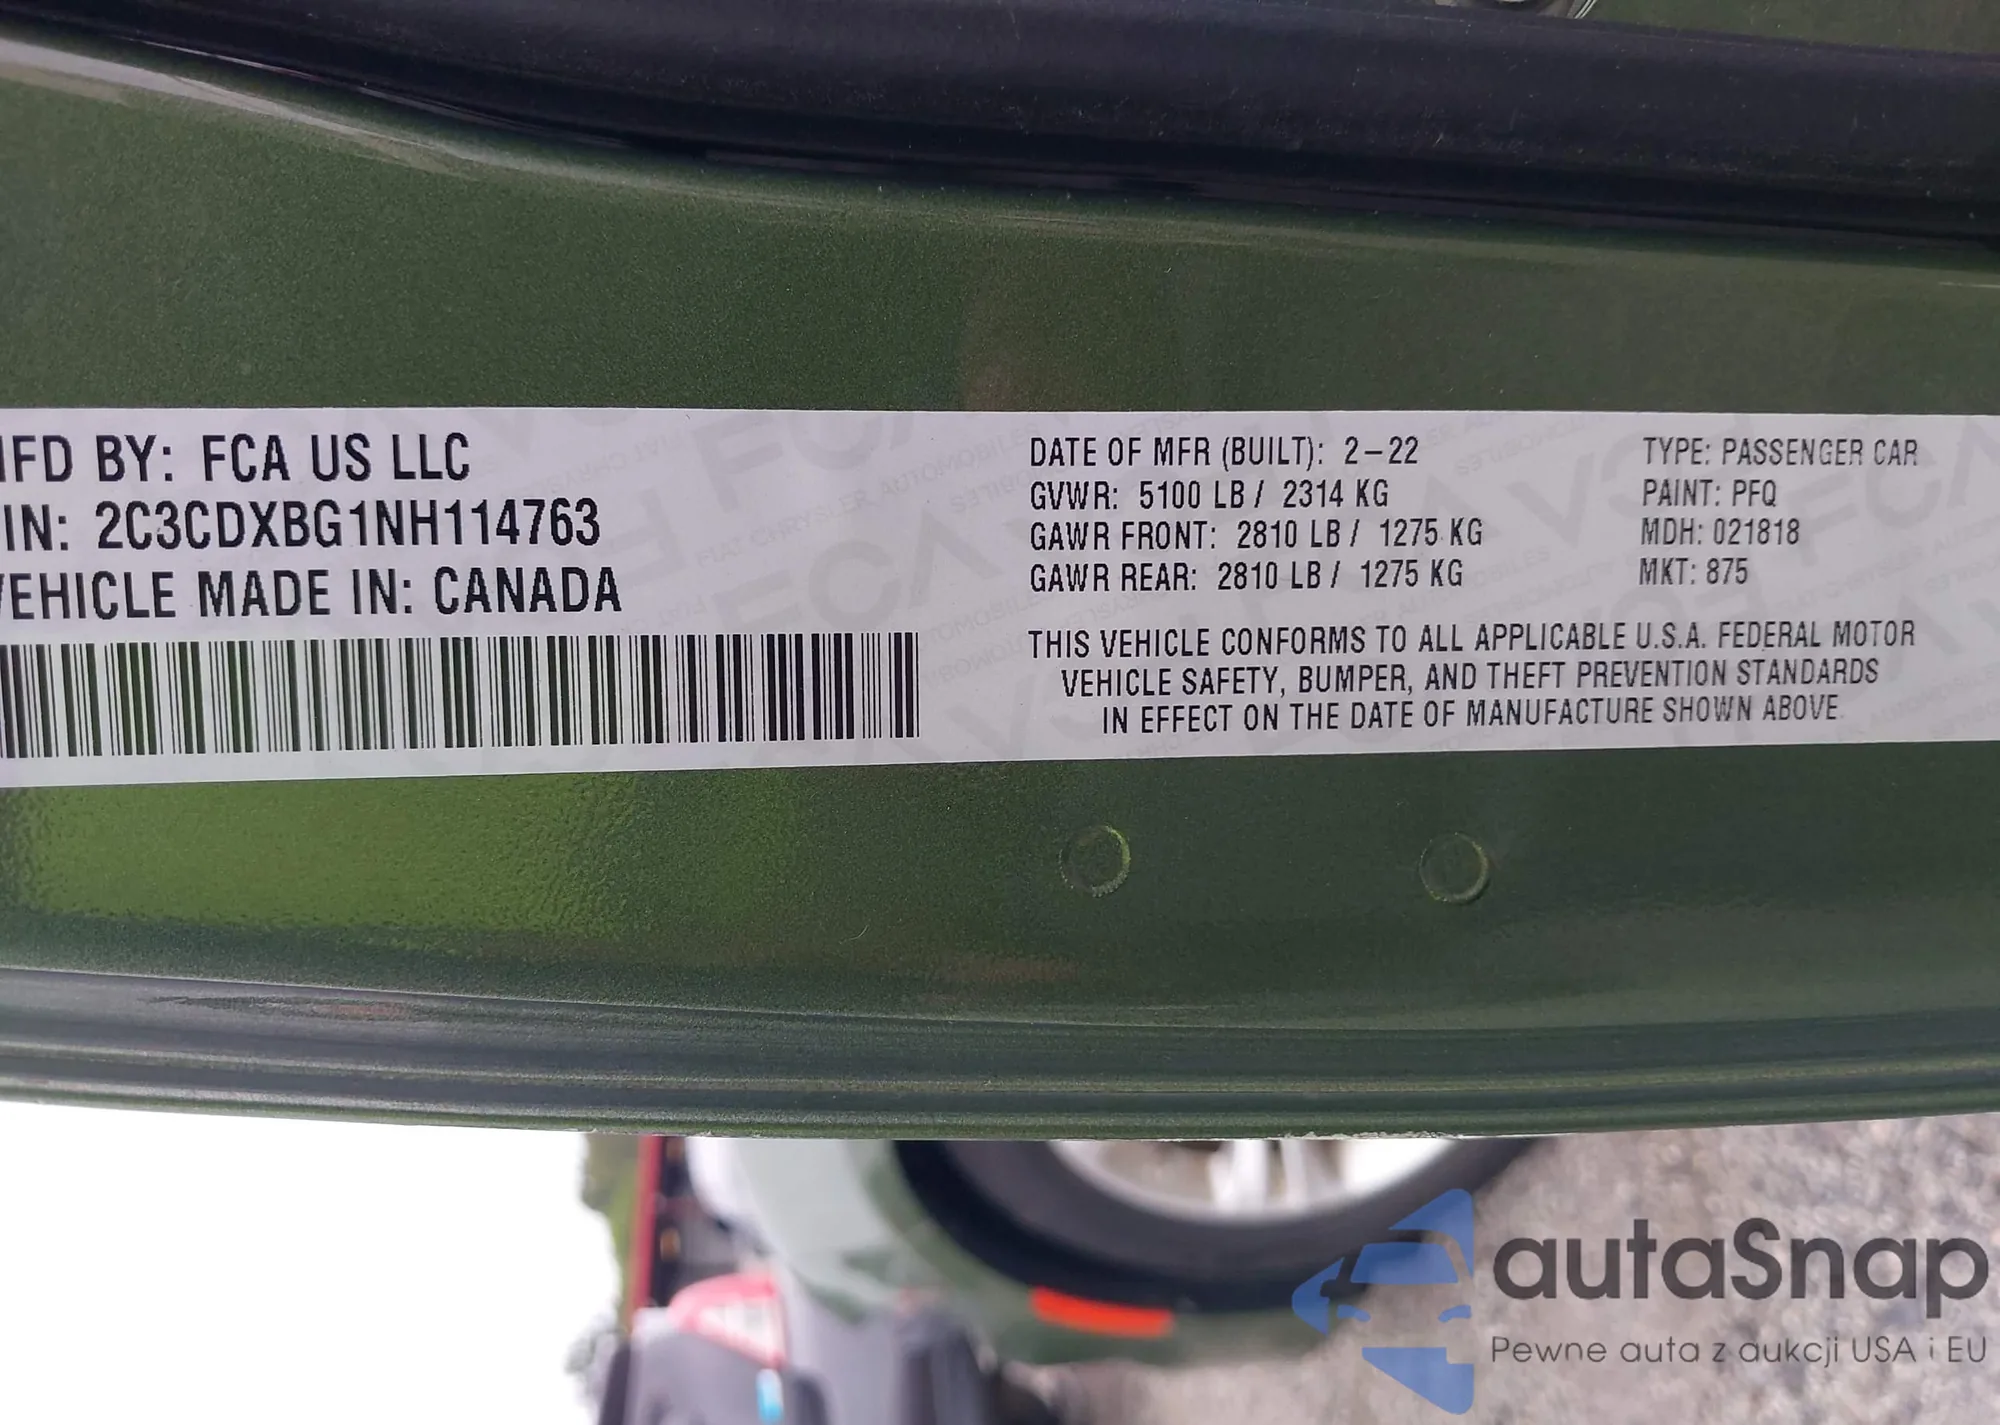 MFD BY: FCA US LLC
VIN: 2C3CDXBG1NH114763
VEHICLE MADE IN: CANADA
DATE OF MFR (BUILT): 2-22
GVWR: 5100 LB / 2314 KG
GAWR FRONT: 2810 LB / 1275 KG
GAWR REAR: 2810 LB / 1275 KG
TYPE: PASSENGER CAR
PAINT: PFQ
MDH: 021818
MKT: 875
THIS VEHICLE CONFORMS TO ALL APPLICABLE U.S.A. FEDERAL MOTOR
VEHICLE SAFETY, BUMPER, AND THEFT PREVENTION STANDARDS
IN EFFECT ON THE DATE OF MANUFACTURE SHOWN ABOVE.
autaSnap
Pewne auta z aukcji USA i EU